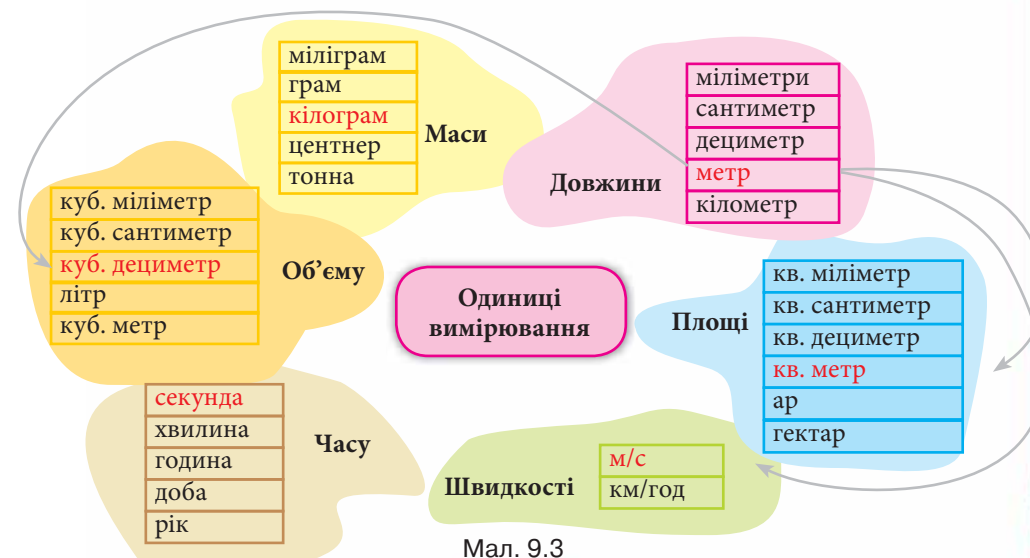 міліграм
грам
кілограм
центнер
тонна
Маси
міліметри
сантиметр
дециметр
метр
кілометр
Довжини
куб. міліметр
куб. сантиметр
куб. дециметр
літр
куб. метр
Об’єму
Одиниці
вимірювання
Площі
кв. міліметр
кв. сантиметр
кв. дециметр
кв. метр
ар
гектар
секунда
хвилина
година
доба
рік
Часу
Швидкості
м/с
км/год
Мал. 9.3